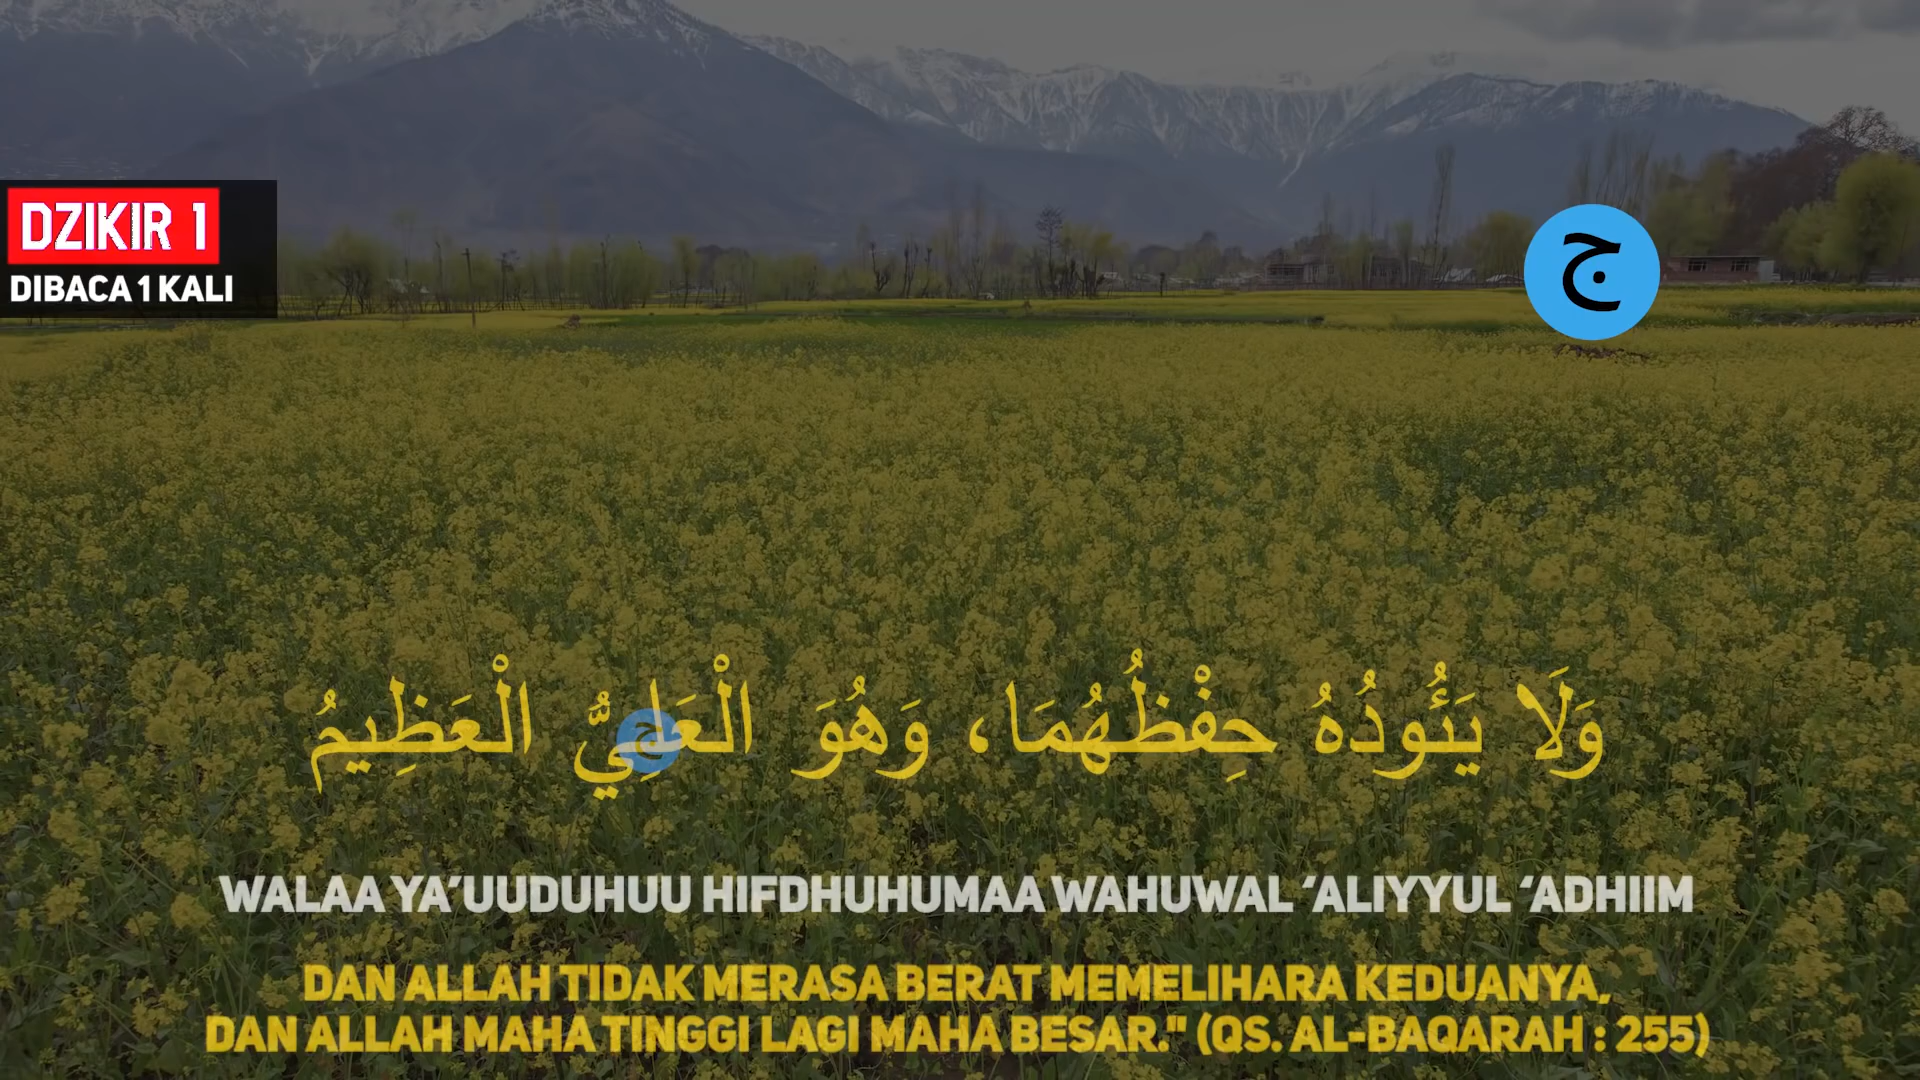 DZIKIR 1
DIBACA 1 KALI
ج
وَلَا يَئُوْدُهُ حِفْظُهُمَا، وَهُوَ الْعَلِيُّ الْعَظِيمُ
ج
WALAA YA’UUDUHUU HIFDHUHUMAA WAHUWAL ‘ALIYYUL ‘ADHIIM
DAN ALLAH TIDAK MERASA BERAT MEMELIHARA KEDUANYA,
DAN ALLAH MAHA TINGGI LAGI MAHA BESAR." (QS. AL-BAQARAH : 255)